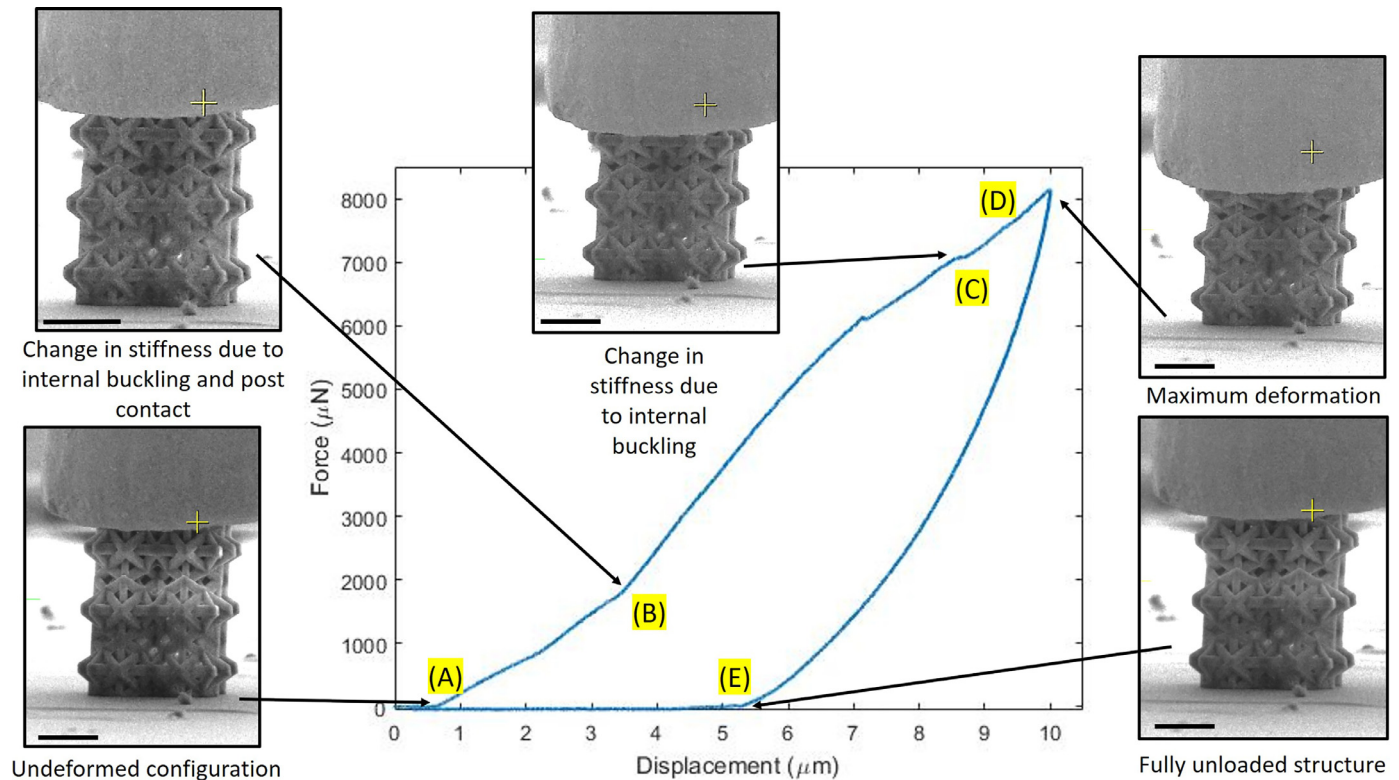 Change in stiffness due to
internal buckling and post
contact
Undeformed configuration
Change in
stiffness due
to internal
buckling
Maximum deformation
Fully unloaded structure
(A)
(B)
(C)
(D)
(E)
Force (μN)
8000
7000
6000
5000
4000
3000
2000
1000
0
0 1 2 3 4 5 6 7 8 9 10
Displacement (μm)